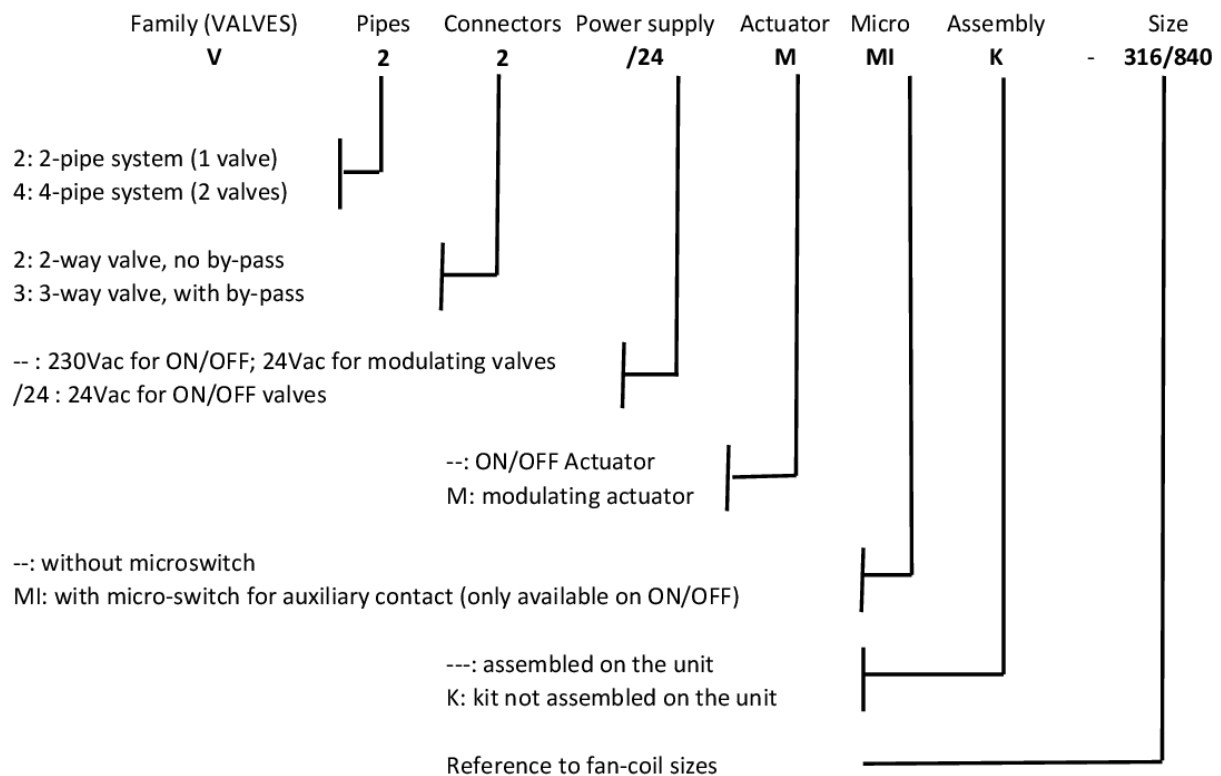 Family (VALVES) Pipes Connectors Power supply Actuator Micro Assembly Size
V 2 2 /24 M MI K - 316/840
2: 2-pipe system (1 valve)
4: 4-pipe system (2 valves)
2: 2-way valve, no by-pass
3: 3-way valve, with by-pass
-- : 230Vac for ON/OFF; 24Vac for modulating valves
/24 : 24Vac for ON/OFF valves
--: ON/OFF Actuator
M: modulating actuator
--: without microswitch
MI: with micro-switch for auxiliary contact (only available on ON/OFF)
---: assembled on the unit
K: kit not assembled on the unit
Reference to fan-coil sizes